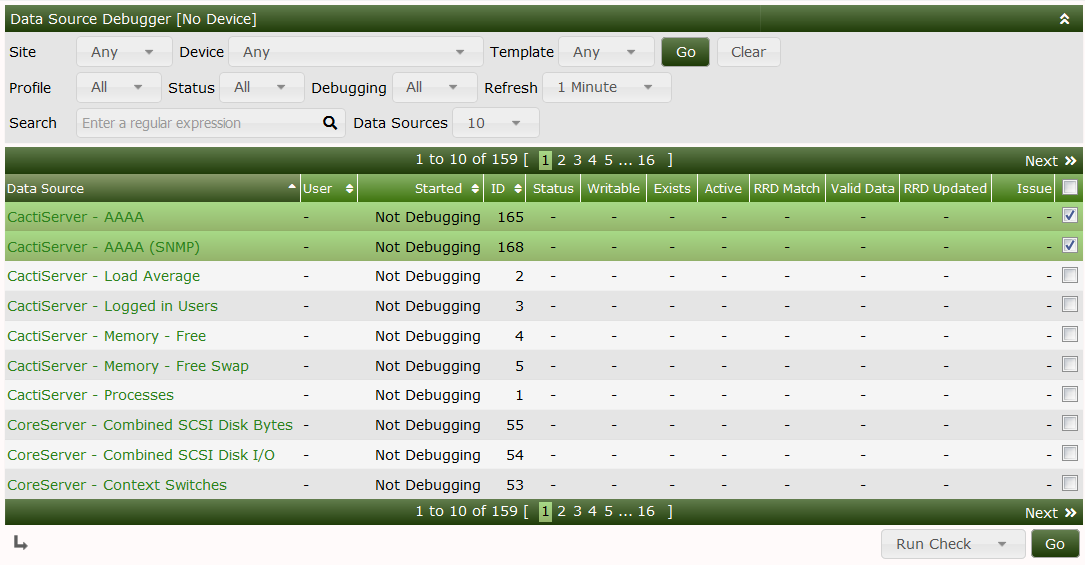 Data Source Debugger [No Device]
Site Any Device Any Template Any Go Clear
Profile All Status All Debugging All Refresh 1 Minute
Search Enter a regular expression Data Sources 10
1 to 10 of 159 [ 1 2 3 4 5 ... 16 ] Next
Data Source User Started ID Status Writable Exists Active RRD Match Valid Data RRD Updated Issue
CactiServer - AAAA - Not Debugging 165 - - - - - - - -
CactiServer - AAAA (SNMP) - Not Debugging 168 - - - - - - - -
CactiServer - Load Average - Not Debugging 2 - - - - - - - -
CactiServer - Logged in Users - Not Debugging 3 - - - - - - - -
CactiServer - Memory - Free - Not Debugging 4 - - - - - - - -
CactiServer - Memory - Free Swap - Not Debugging 5 - - - - - - - -
CactiServer - Processes - Not Debugging 1 - - - - - - - -
CoreServer - Combined SCSI Disk Bytes - Not Debugging 55 - - - - - - - -
CoreServer - Combined SCSI Disk I/O - Not Debugging 54 - - - - - - - -
CoreServer - Context Switches - Not Debugging 53 - - - - - - - -
1 to 10 of 159 [ 1 2 3 4 5 ... 16 ] Next
Run Check Go